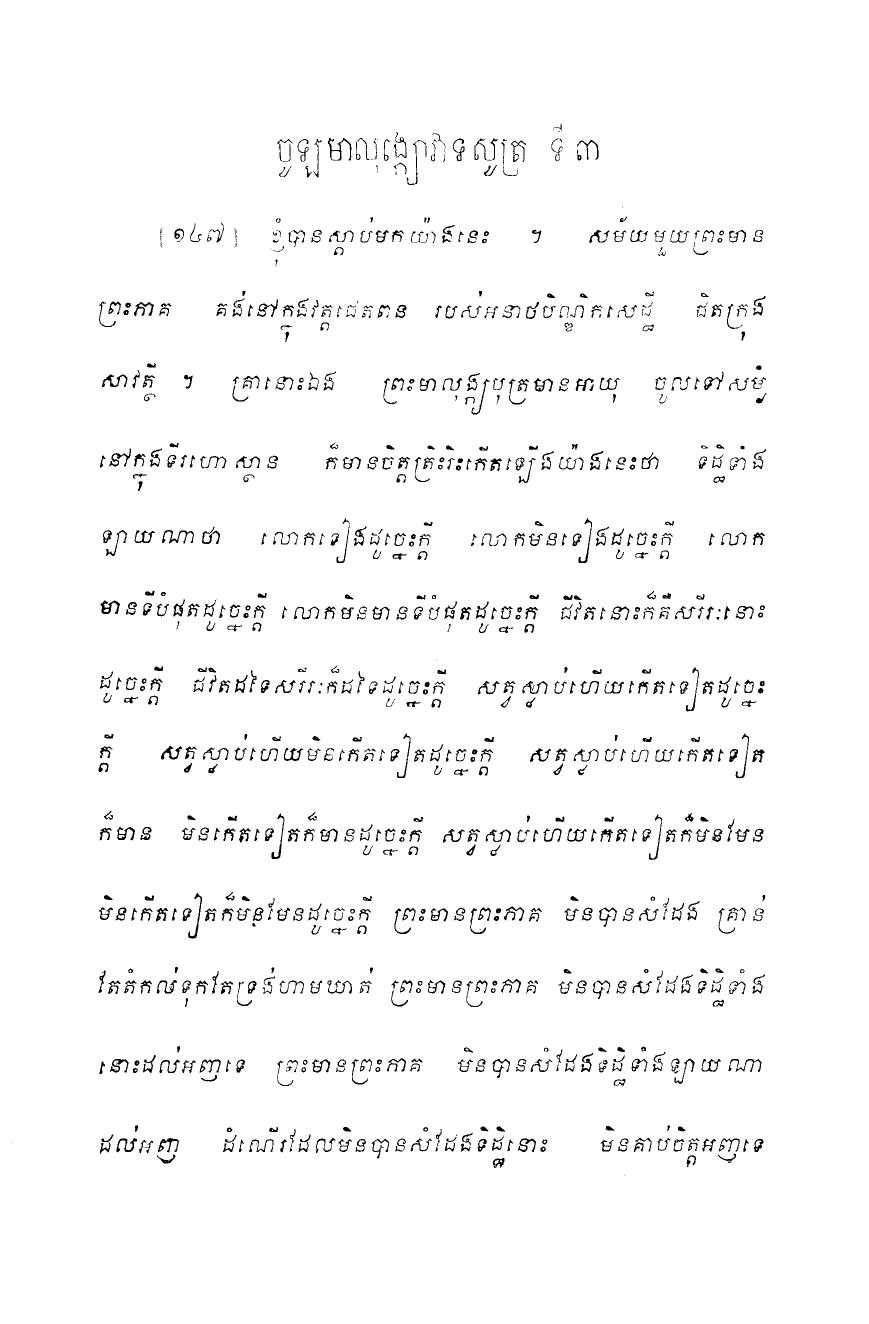 ចូឡមាលុង្ក្យោវាទសូត្រ ទី ៣
[១៤៧] ខ្ញុំបានស្តាប់មកយ៉ាងនេះ ។ សម័យមួយព្រះមាន
ព្រះភាគ គង់នៅក្នុងវត្តជេតពន របស់អនាថបិណ្ឌិកសេដ្ឋី ជិតក្រុង
សាវត្ថី ។ គ្រានោះឯង ព្រះមាលុង្ក្យបុត្រមានអាយុ ចូលទៅសម្ងំ
នៅក្នុងទីរហោស្ថាន ក៏មានចិត្តត្រិះរិះកើតឡើងយ៉ាងនេះថា ទិដ្ឋិទាំង
ឡាយណាថា លោកទៀងដូច្នេះក្តី លោកមិនទៀងដូច្នេះក្តី លោក
មានទីបំផុតដូច្នេះក្តី លោកមិនមានទីបំផុតដូច្នេះក្តី ជីវិតនោះក៏គឺសរីរៈនោះ
ដូច្នេះក្តី ជីវិតដទៃសរីរៈក៏ដទៃដូច្នេះក្តី សត្វស្លាប់ហើយកើតទៀតដូច្នេះ
ក្តី សត្វស្លាប់ហើយមិនកើតទៀតដូច្នេះក្តី សត្វស្លាប់ហើយកើតទៀត
ក៏មាន មិនកើតទៀតក៏មានដូច្នេះក្តី សត្វស្លាប់ហើយកើតទៀតក៏មិនមែន
មិនកើតទៀតក៏មិនមែនដូច្នេះក្តី ព្រះមានព្រះភាគ មិនបានសំដែង គ្រាន់
តែតំកល់ទុកតែទ្រង់ហាមឃាត់ ព្រះមានព្រះភាគ មិនបានសំដែងទិដ្ឋិទាំង
នោះដល់អញទេ ព្រះមានព្រះភាគ មិនបានសំដែងទិដ្ឋិទាំងឡាយណា
ដល់អញ ដំណើរដែលមិនបានសំដែងទិដ្ឋិនោះ មិនគាប់ចិត្តអញទេ